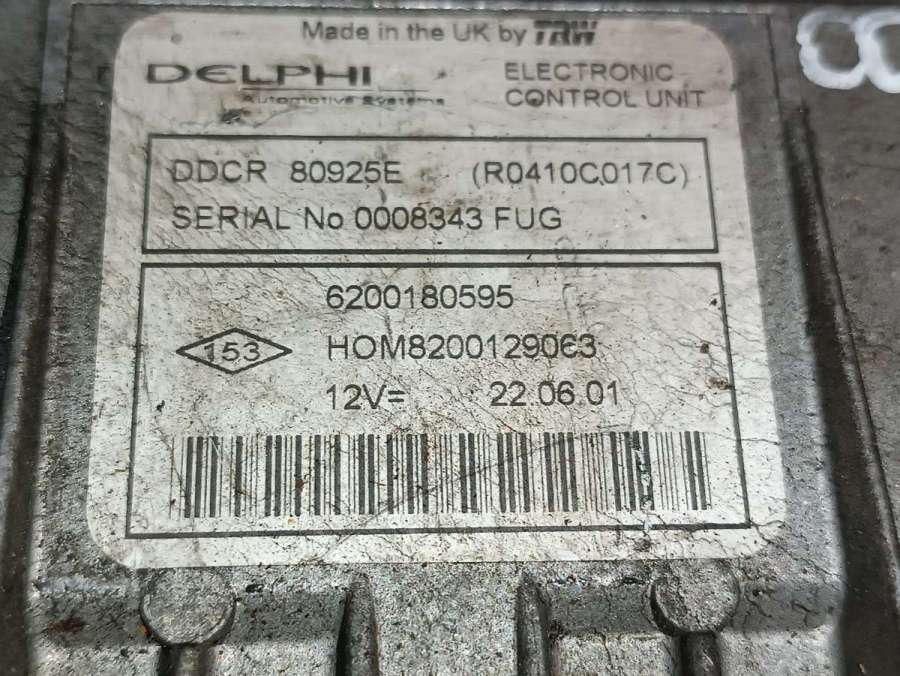 Made in the UK by TRW
DELPHI
Automotive Systems
ELECTRONIC
CONTROL UNIT
DDCR 80925E (R0410C017C)
SERIAL No 0008343 FUG
6200180595
153 HOM8200129063
12V= 22.06.01